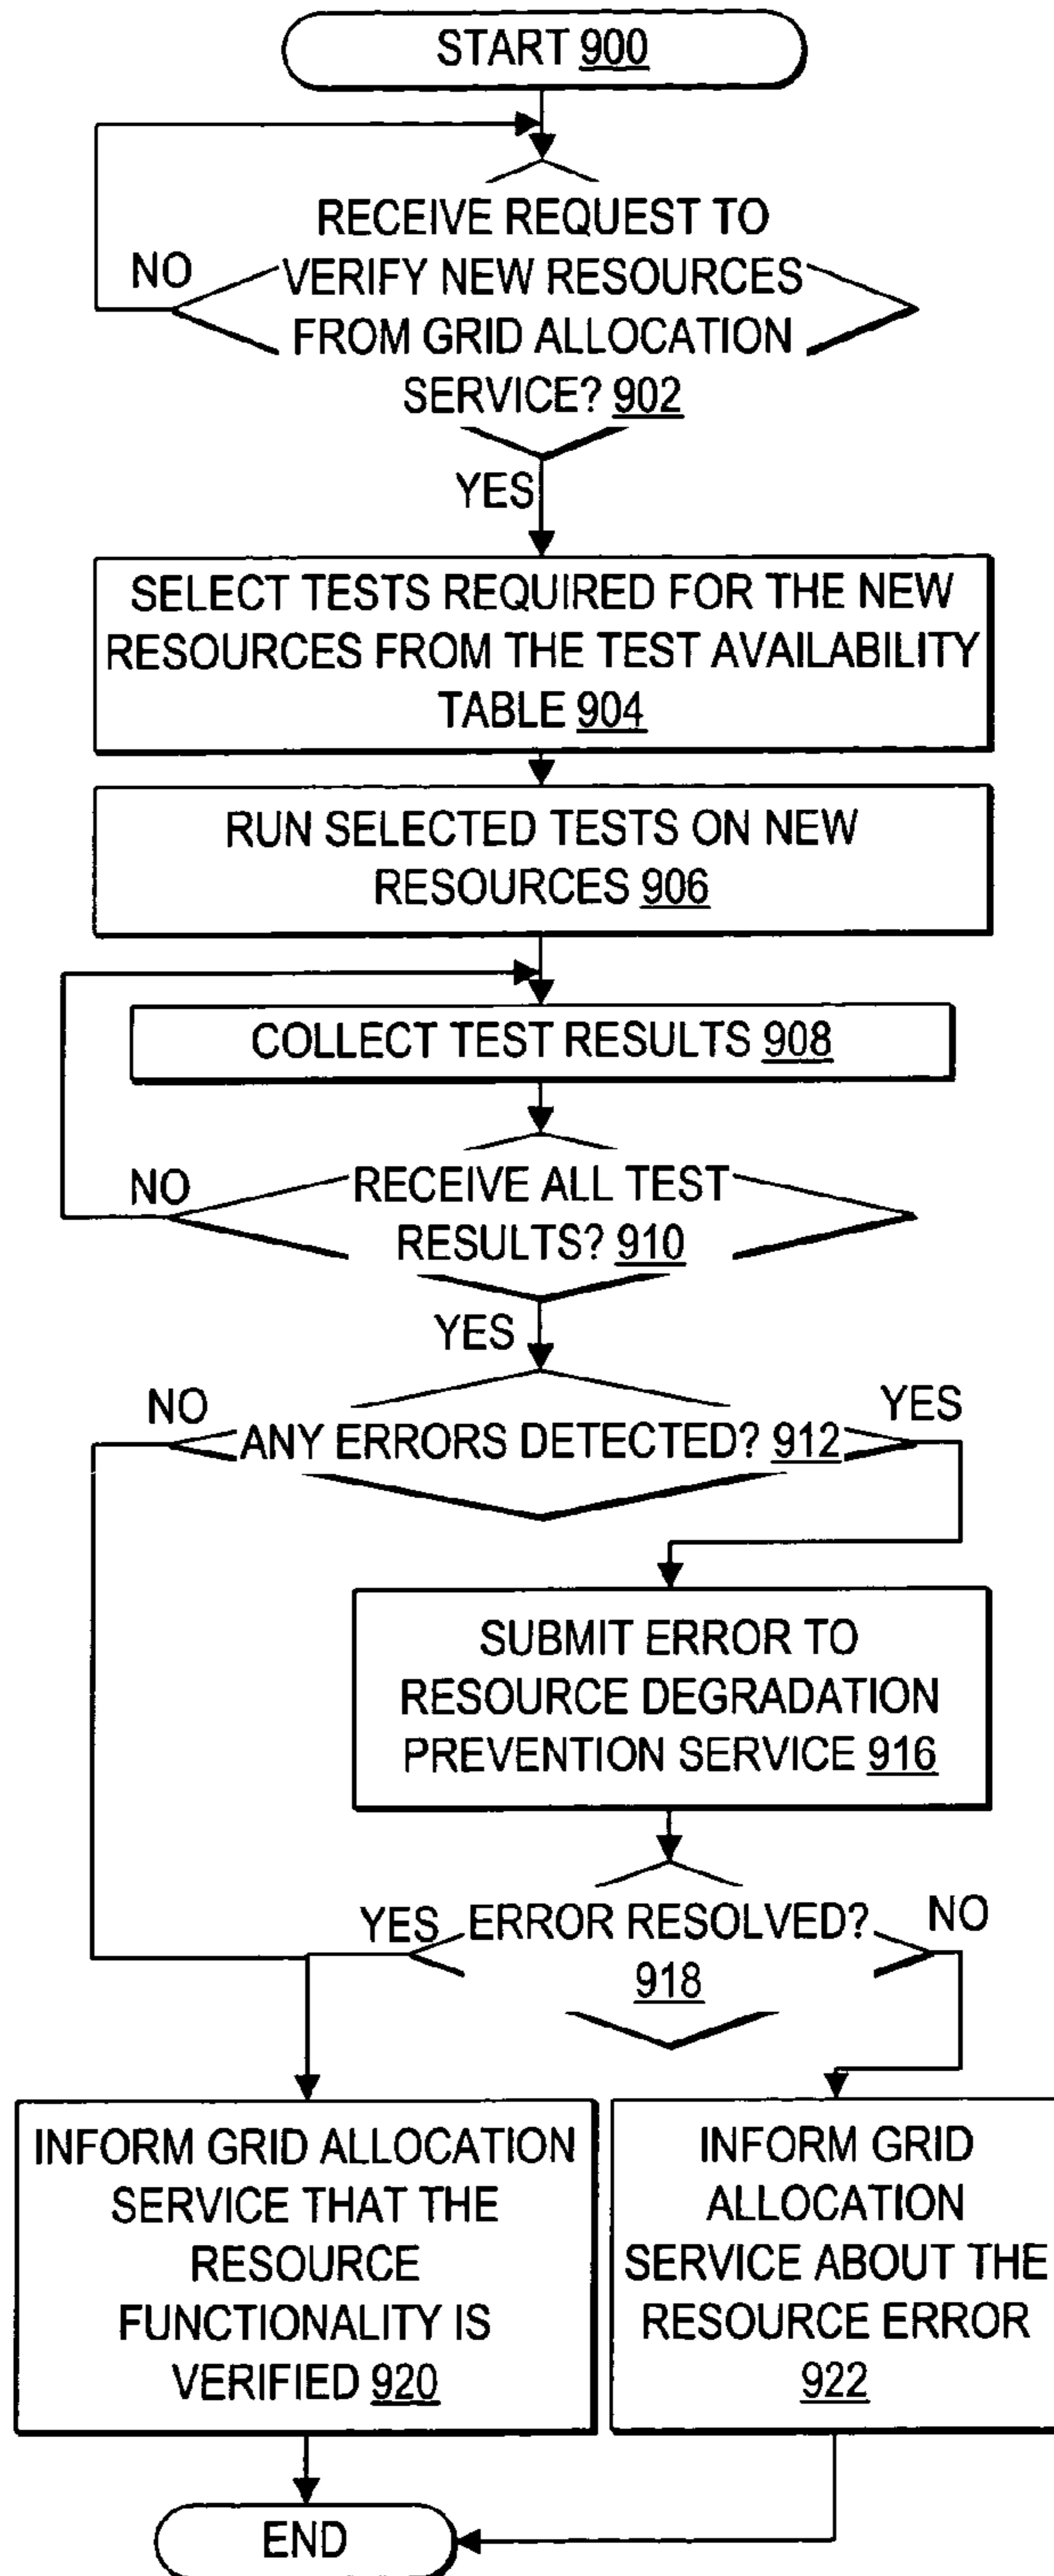 START 900
RECEIVE REQUEST TO
NO
VERIFY NEW RESOURCES
FROM GRID ALLOCATION
SERVICE? 902
YES
SELECT TESTS REQUIRED FOR THE NEW
RESOURCES FROM THE TEST AVAILABILITY
TABLE 904
RUN SELECTED TESTS ON NEW
RESOURCES 906
COLLECT TEST RESULTS 908
NO
RECEIVE ALL TEST
RESULTS? 910
YES
NO
YES
ANY ERRORS DETECTED? 912
SUBMIT ERROR TO
RESOURCE DEGRADATION
PREVENTION SERVICE 916
YES
ERROR RESOLVED?
NO
918
INFORM GRID ALLOCATION
SERVICE THAT THE
RESOURCE
FUNCTIONALITY IS
VERIFIED 920
INFORM GRID
ALLOCATION
SERVICE ABOUT THE
RESOURCE ERROR
922
END